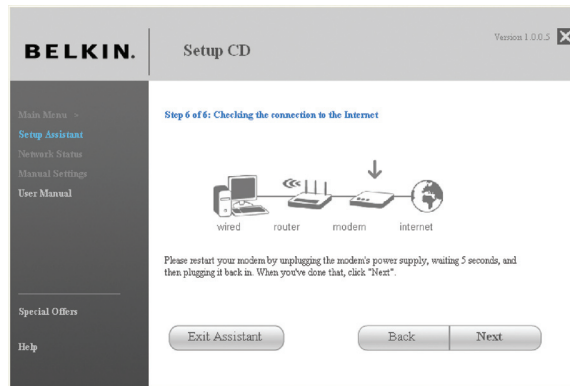 BELKIN.
Setup CD
Version 1.0.0.5
Main Menu
Setup Assistant
Network Status
Manual Settings
User Manual
Special Offers
Help
Step 6 of 6: Checking the connection to the Internet
wired router modem internet
Please restart your modem by unplugging the modem's power supply, waiting 5 seconds, and
then plugging it back in. When you've done that, click "Next".
Exit Assistant
Back
Next